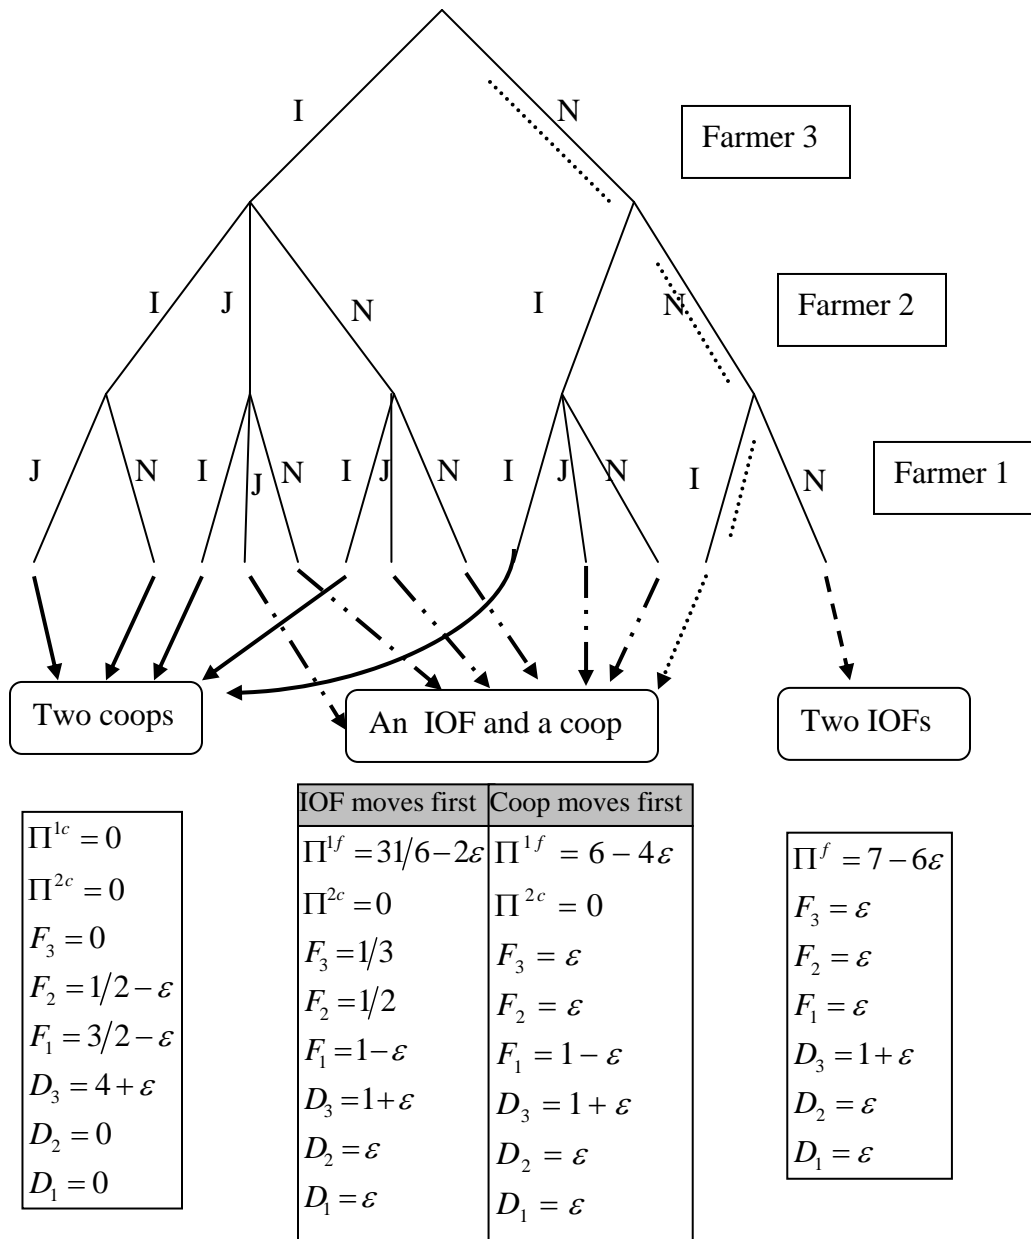 I N
Farmer 3
I J N I N
Farmer 2
J N I J N I J N I J N I N
Farmer 1
Two coops
An IOF and a coop
Two IOFs
Π^{1c} = 0
Π^{2c} = 0
F_3 = 0
F_2 = 1/2 − ε
F_1 = 3/2 − ε
D_3 = 4 + ε
D_2 = 0
D_1 = 0
IOF moves first
Π^{1f} = 31/6 − 2ε
Π^{2c} = 0
F_3 = 1/3
F_2 = 1/2
F_1 = 1 − ε
D_3 = 1 + ε
D_2 = ε
D_1 = ε
Coop moves first
Π^{1f} = 6 − 4ε
Π^{2c} = 0
F_3 = ε
F_2 = ε
F_1 = 1 − ε
D_3 = 1 + ε
D_2 = ε
D_1 = ε
Π^f = 7 − 6ε
F_3 = ε
F_2 = ε
F_1 = ε
D_3 = 1 + ε
D_2 = ε
D_1 = ε